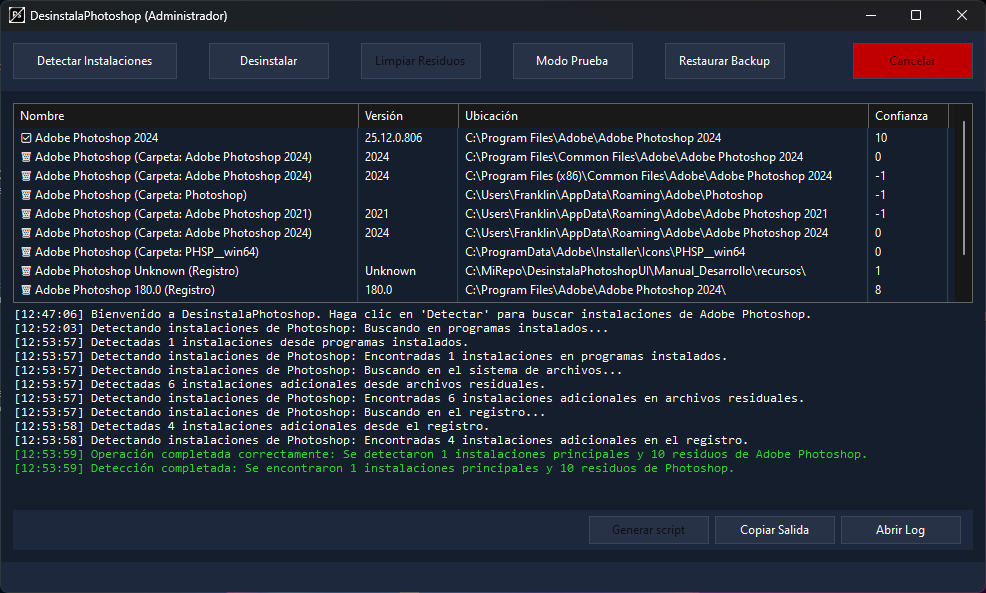 DesinstalaPhotoshop (Administrador)
Detectar Instalaciones Desinstalar Limpiar Residuos Modo Prueba Restaurar Backup Cancelar
Nombre Versión Ubicación Confianza
Adobe Photoshop 2024 25.12.0.806 C:\Program Files\Adobe\Adobe Photoshop 2024 10
Adobe Photoshop (Carpeta: Adobe Photoshop 2024) 2024 C:\Program Files\Common Files\Adobe\Adobe Photoshop 2024 0
Adobe Photoshop (Carpeta: Adobe Photoshop 2024) 2024 C:\Program Files (x86)\Common Files\Adobe\Adobe Photoshop 2024 -1
Adobe Photoshop (Carpeta: Photoshop) C:\Users\Franklin\AppData\Roaming\Adobe\Photoshop -1
Adobe Photoshop (Carpeta: Adobe Photoshop 2021) 2021 C:\Users\Franklin\AppData\Roaming\Adobe\Adobe Photoshop 2021 -1
Adobe Photoshop (Carpeta: Adobe Photoshop 2024) 2024 C:\Users\Franklin\AppData\Roaming\Adobe\Adobe Photoshop 2024 0
Adobe Photoshop (Carpeta: PHSP__win64) C:\ProgramData\Adobe\Installer\Icons\PHSP__win64 0
Adobe Photoshop Unknown (Registro) Unknown C:\MiRepo\DesinstalaPhotoshopUI\Manual_Desarrollo\recursos\ 1
Adobe Photoshop 180.0 (Registro) 180.0 C:\Program Files\Adobe\Adobe Photoshop 2024\ 8
[12:47:06] Bienvenido a DesinstalaPhotoshop. Haga clic en 'Detectar' para buscar instalaciones de Adobe Photoshop.
[12:52:03] Detectando instalaciones de Photoshop: Buscando en programas instalados...
[12:53:57] Detectadas 1 instalaciones desde programas instalados.
[12:53:57] Detectando instalaciones de Photoshop: Encontradas 1 instalaciones en programas instalados.
[12:53:57] Detectando instalaciones de Photoshop: Buscando en el sistema de archivos...
[12:53:57] Detectadas 6 instalaciones adicionales desde archivos residuales.
[12:53:57] Detectando instalaciones de Photoshop: Encontradas 6 instalaciones adicionales en archivos residuales.
[12:53:57] Detectando instalaciones de Photoshop: Buscando en el registro...
[12:53:58] Detectadas 4 instalaciones adicionales desde el registro.
[12:53:58] Detectando instalaciones de Photoshop: Encontradas 4 instalaciones adicionales en el registro.
[12:53:59] Operación completada correctamente: Se detectaron 1 instalaciones principales y 10 residuos de Adobe Photoshop.
[12:53:59] Detección completada: Se encontraron 1 instalaciones principales y 10 residuos de Photoshop.
Generar script Copiar Salida Abrir Log